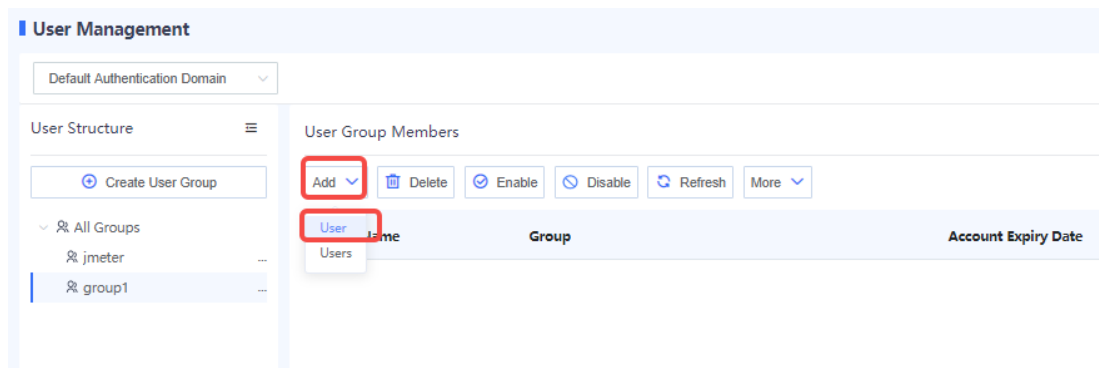 User Management
Default Authentication Domain
User Structure
User Group Members
Create User Group
Add
Delete
Enable
Disable
Refresh
More
All Groups
jmeter
...
group1
...
User
Users
Group
Account Expiry Date